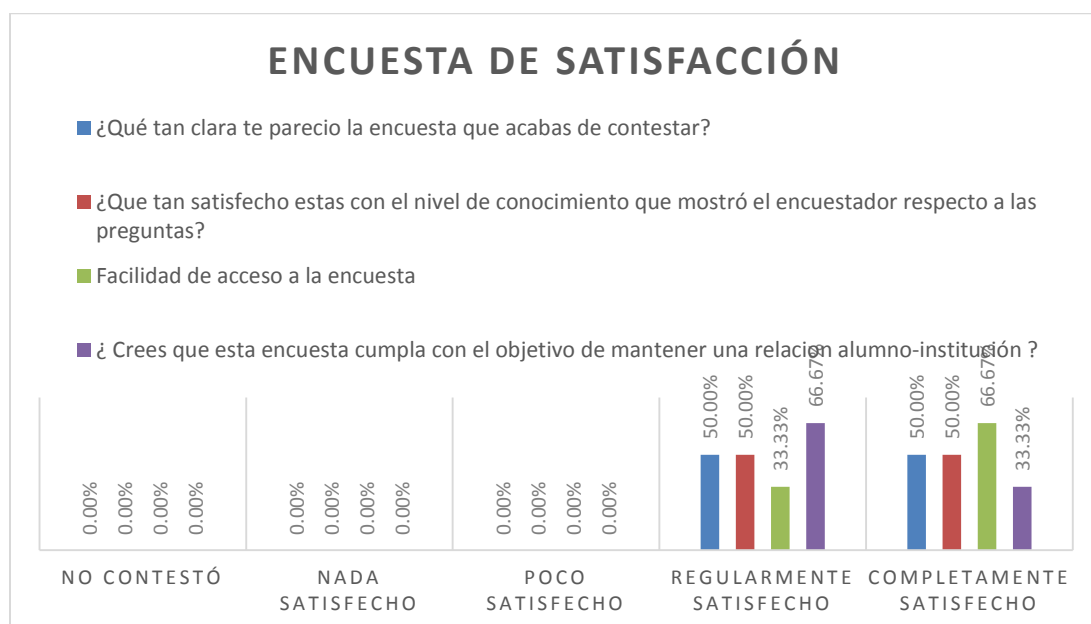 ENCUESTA DE SATISFACCIÓN
¿Qué tan clara te parecio la encuesta que acabas de contestar?
¿Que tan satisfecho estas con el nivel de conocimiento que mostró el encuestador respecto a las
preguntas?
Facilidad de acceso a la encuesta
¿ Crees que esta encuesta cumpla con el objetivo de mantener una relacion alumno-institución ?
0.00% 0.00% 0.00% 0.00%
0.00% 0.00% 0.00% 0.00%
0.00% 0.00% 0.00% 0.00%
50.00% 50.00% 33.33% 66.67%
50.00% 50.00% 66.67% 33.33%
NO CONTESTÓ
NADA
SATISFECHO
POCO
SATISFECHO
REGULARMENTE
SATISFECHO
COMPLETAMENTE
SATISFECHO